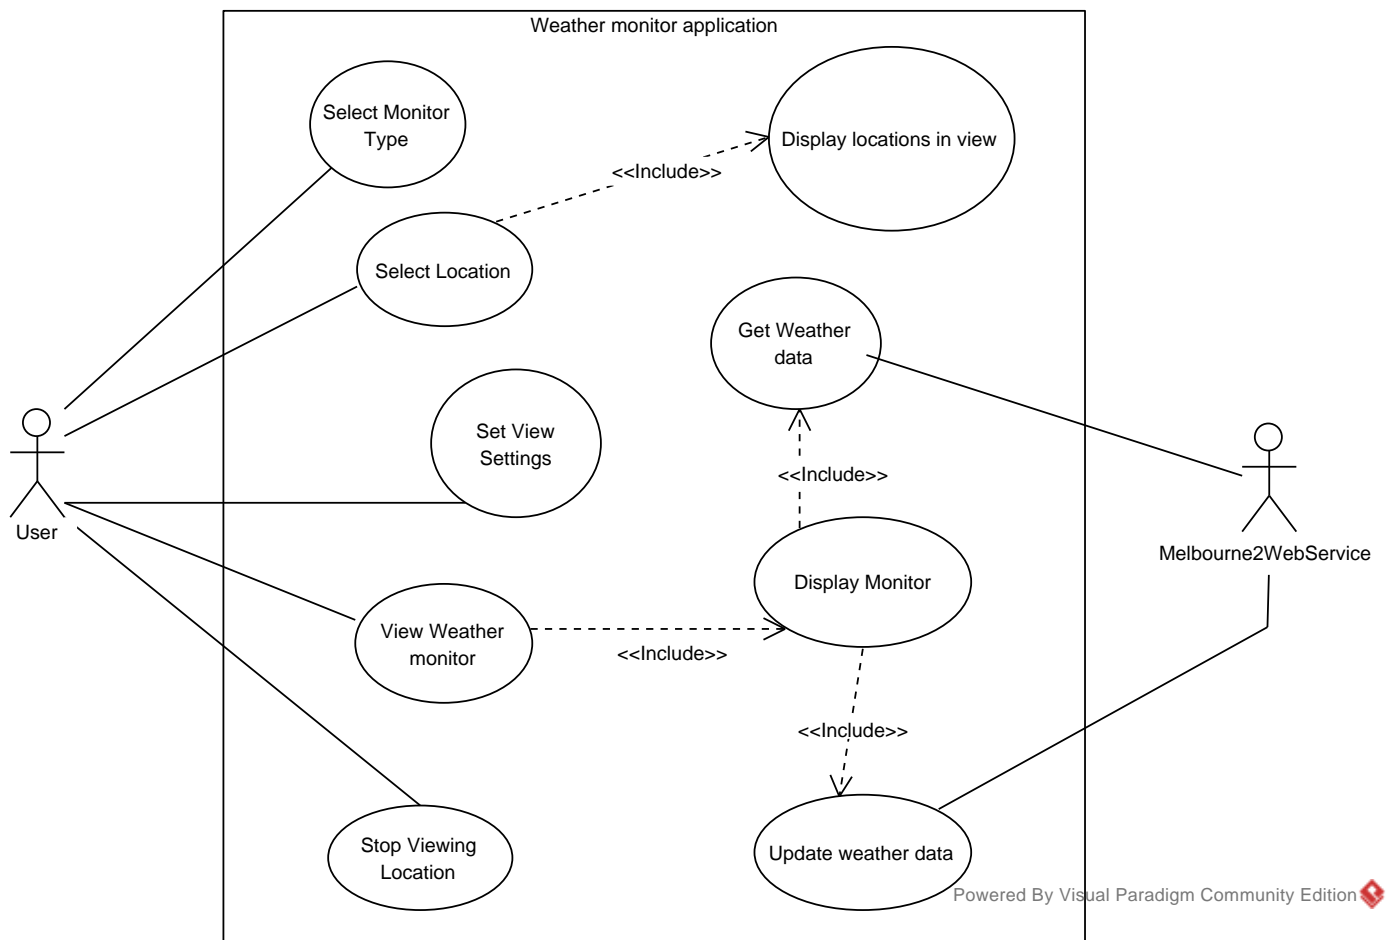 Weather monitor application
Select Monitor
Type
Display locations in view
<<Include>>
Select Location
Get Weather
data
Set View
Settings
<<Include>>
User
Melbourne2WebService
Display Monitor
View Weather
monitor
<<Include>>
<<Include>>
Stop Viewing
Location
Update weather data
Powered By Visual Paradigm Community Edition